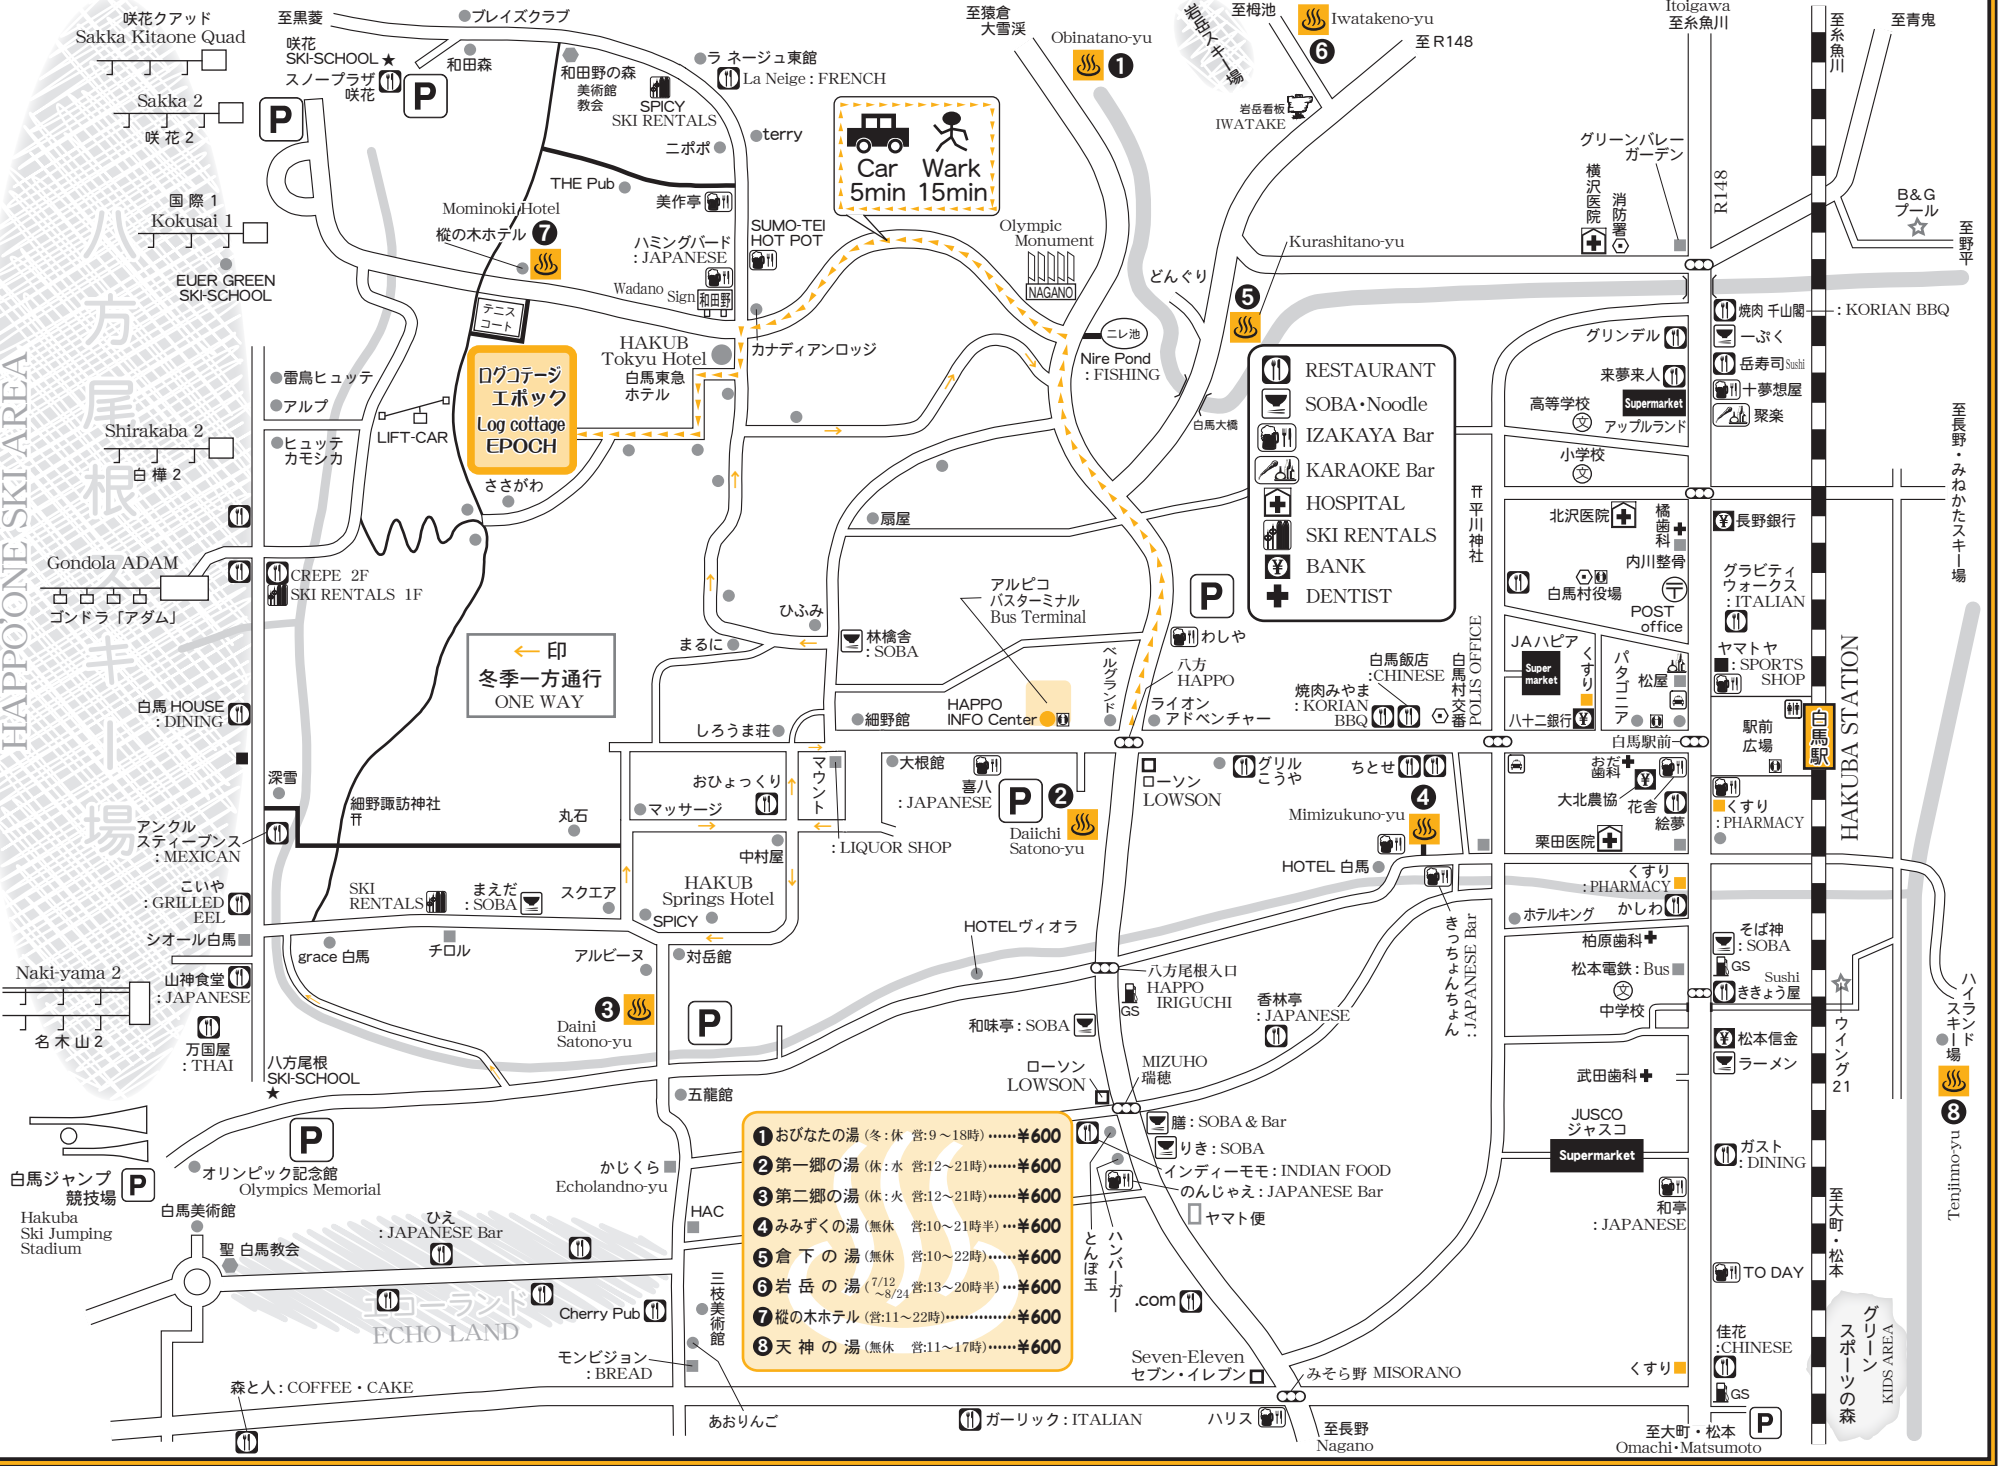 咲花クアッド
Sakka Kitaone Quad
至黒菱
ブレイズクラブ
咲花
SKI-SCHOOL★
スノープラザ
咲花
P
P
和田森
和田野の森
美術館
教会
SPICY
SKI RENTALS
ラ ネージュ東館
La Neige : FRENCH
terry
ニポポ
THE Pub
美作亭
Sakka 2
咲 花 2
国 際 1
Kokusai 1
EUER GREEN
SKI-SCHOOL
Mominoki Hotel
樅の木ホテル 7
ハミングバード
: JAPANESE
SUMO-TEI
HOT POT
Wadano
Sign
和田野
テニス
コート
HAKUB
Tokyu Hotel
白馬東急
ホテル
カナディアンロッジ
Car
5min
Wark
15min
至猿倉
大雪渓
Obinatano-yu
1
岩岳スキー場
至栂池
Iwatakeno-yu
6
至 R148
岩岳看板
IWATAKE
Olympic
Monument
NAGANO
ニレ池
Nire Pond
: FISHING
どんぐり
Kurashitano-yu
5
白馬大橋
Itoigawa
至糸魚川
至糸魚川
至青鬼
グリーンバレー
ガーデン
横沢医院
消防署
R148
B&G
プール
至野平
焼肉 千山閣
: KORIAN BBQ
一ぷく
岳寿司 Sushi
十夢想屋
聚楽
グリンデル
来夢来人
Supermarket
アップルランド
高等学校
文
小学校
文
至長野・みねかたスキー場
RESTAURANT
SOBA・Noodle
IZAKAYA Bar
KARAOKE Bar
HOSPITAL
SKI RENTALS
BANK
DENTIST
八方尾根スキー場
HAPPO'ONE SKI AREA
雷鳥ヒュッテ
アルプ
ヒュッテ
カモシカ
LIFT-CAR
Shirakaba 2
白 樺 2
ログコテージ
エポック
Log cottage
EPOCH
ささがわ
Gondola ADAM
ゴンドラ「アダム」
CREPE 2F
SKI RENTALS 1F
← 印
冬季一方通行
ONE WAY
扇屋
ひふみ
まるに
しろうま荘
林檎舎
: SOBA
アルピコ
バスターミナル
Bus Terminal
HAPPO
INFO Center
細野館
ベルグランド
P
わしや
八方
HAPPO
ライオン
アドベンチャー
平川神社
北沢医院
橘歯科
内川整骨
白馬村役場
POST
office
長野銀行
グラビティ
ウォークス
: ITALIAN
ヤマトヤ
: SPORTS
SHOP
JAハピア
Super
market
くすり
パタゴニア
松屋
八十二銀行
白馬飯店
:CHINESE
焼肉みやま
: KORIAN
BBQ
白馬村交番
POLIS OFFICE
白馬駅前
駅前
広場
白馬駅
HAKUBA STATION
白馬 HOUSE
: DINING
深雪
細野諏訪神社
丸石
アンクル
スティーブンス
: MEXICAN
こいや
: GRILLED
EEL
シオール白馬
おひょっくり
マッサージ
マウント
中村屋
: LIQUOR SHOP
HAKUB
Springs Hotel
SPICY
スクエア
まえだ
: SOBA
SKI
RENTALS
大根館
喜八
: JAPANESE
P 2
Daiichi
Satono-yu
ローソン
LOWSON
グリル
こうや
ちとせ
4
Mimizukuno-yu
HOTEL 白馬
おだ
歯科
大北農協
花舎
絵夢
栗田医院
くすり
: PHARMACY
くすり
: PHARMACY
ホテルキング
かしわ
Naki-yama 2
名 木 山 2
山神食堂
: JAPANESE
万国屋
: THAI
grace 白馬
チロル
アルピーヌ
対岳館
3
Daini
Satono-yu
P
HOTELヴィオラ
八方尾根入口
HAPPO
IRIGUCHI
GS
和味亭 : SOBA
香林亭
: JAPANESE
きっちょんちょん
: JAPANESE Bar
柏原歯科
松本電鉄 : Bus
文
中学校
そば神
: SOBA
GS
Sushi
ききょう屋
ウイング21
松本信金
ラーメン
武田歯科
JUSCO
ジャスコ
Supermarket
ハイランドスキー場
8
Tenjinno-yu
八方尾根
SKI-SCHOOL
★
五龍館
ローソン
LOWSON
MIZUHO
瑞穂
白馬ジャンプ
競技場
P
Hakuba
Ski Jumping
Stadium
P
オリンピック記念館
Olympics Memorial
かじくら
Echolandno-yu
白馬美術館
聖 白馬教会
HAC
ひえ
: JAPANESE Bar
エコーランド
ECHO LAND
Cherry Pub
モンビジョン
: BREAD
三枝美術館
森と人 : COFFEE・CAKE
あおりんご
1 おびなたの湯 (冬 : 休 営:9〜18時) ……¥600
2 第一郷の湯 (休 : 水 営:12〜21時) ……¥600
3 第二郷の湯 (休 : 火 営:12〜21時) ……¥600
4 みみずくの湯 (無休 営:10〜21時半) …¥600
5 倉 下 の 湯 (無休 営:10〜22時) ……¥600
6 岩 岳 の 湯 (7/12〜8/24 営:13〜20時半) …¥600
7 樅の木ホテル (営:11〜22時) ……………¥600
8 天 神 の 湯 (無休 営:11〜17時) ……¥600
膳 : SOBA & Bar
りき : SOBA
インディーモモ : INDIAN FOOD
のんじゃえ : JAPANESE Bar
ヤマト便
とんぼ玉
ハンバーガー
.com
Seven-Eleven
セブン・イレブン
みそら野 MISORANO
ガーリック : ITALIAN
ハリス
至長野
Nagano
ガスト
: DINING
和亭
: JAPANESE
TO DAY
至大町・松本
佳花
:CHINESE
くすり
GS
P
至大町・松本
Omachi・Matsumoto
グリーン
スポーツの森
KIDS AREA